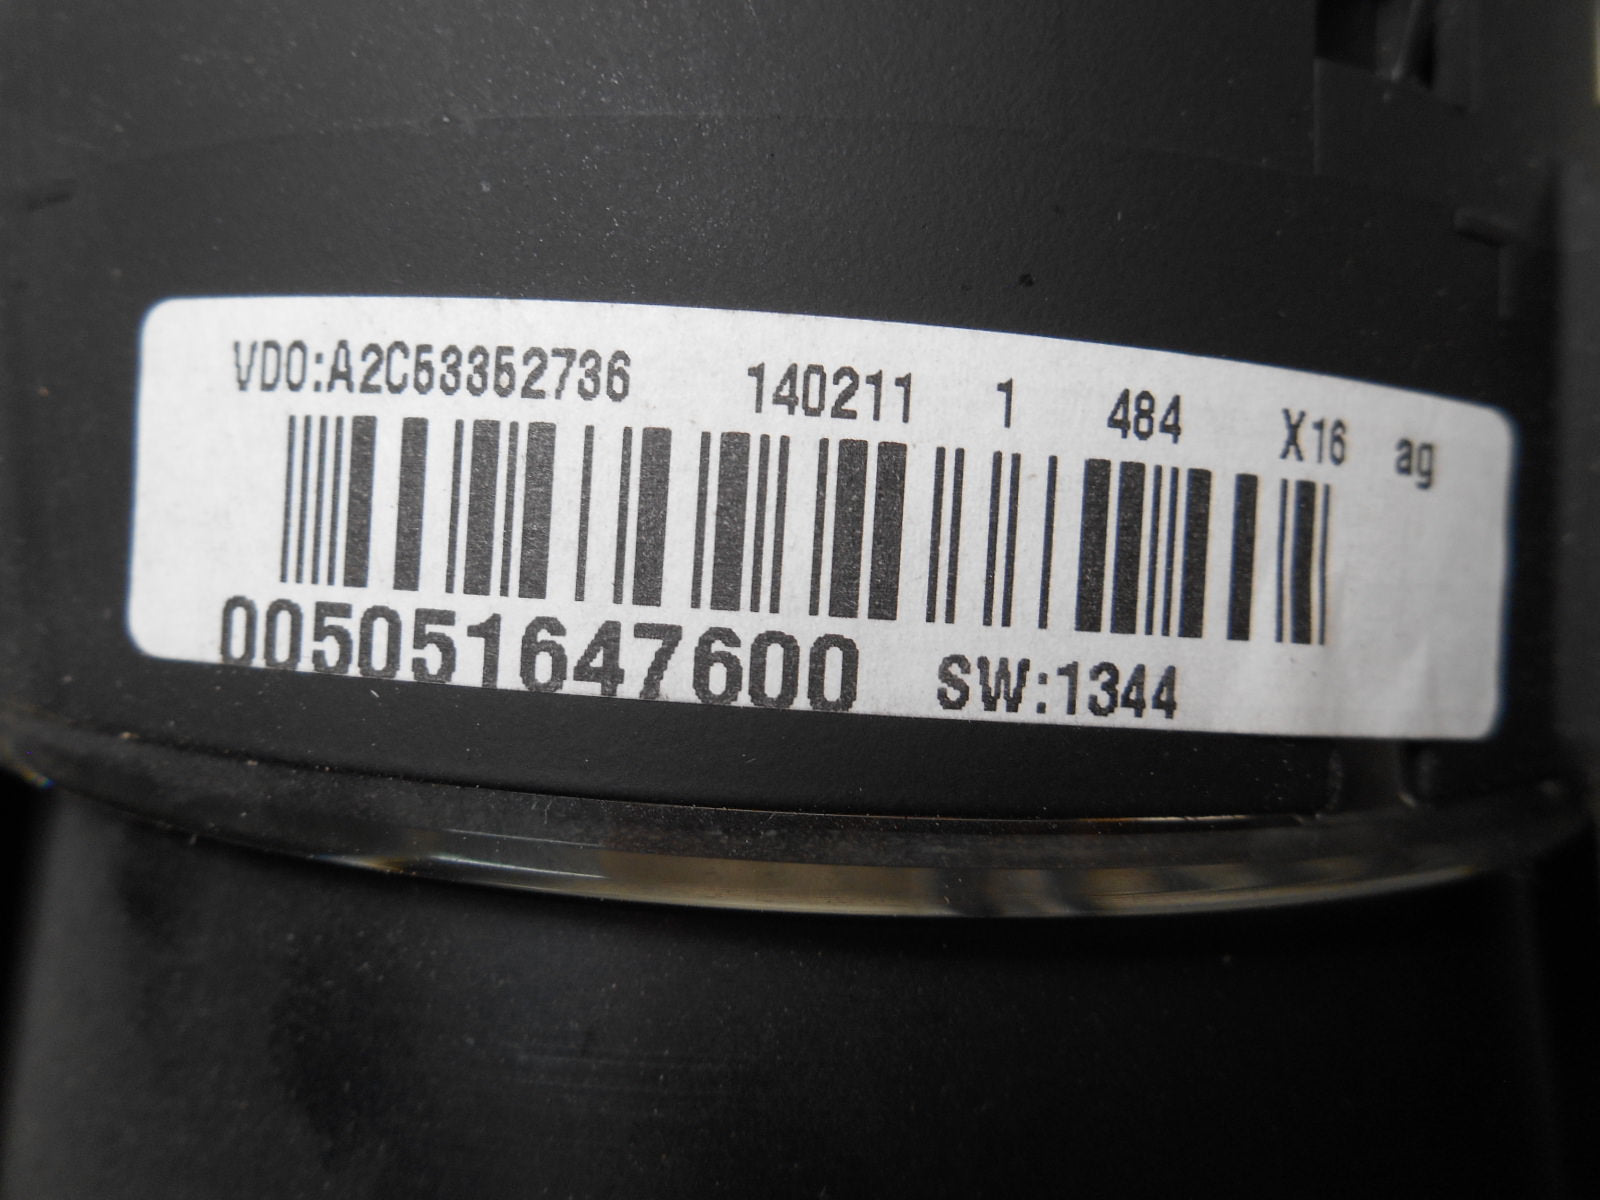 VDO:A2C53352736 140211 1 484 X16 ag
005051647600 SW:1344